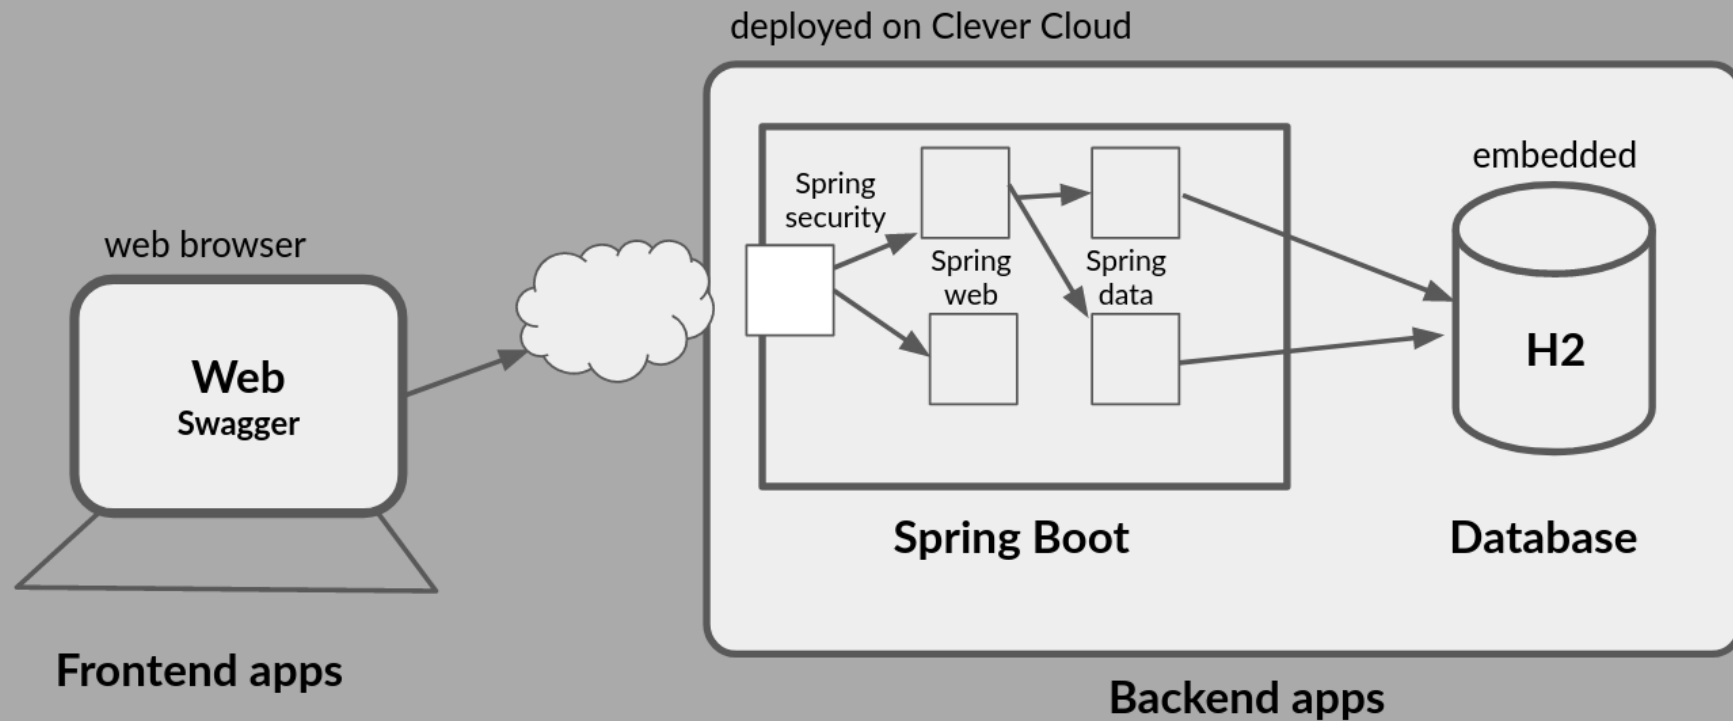 deployed on Clever Cloud
web browser
Web
Swagger
Frontend apps
Spring
security
Spring
web
Spring
data
Spring Boot
embedded
H2
Database
Backend apps